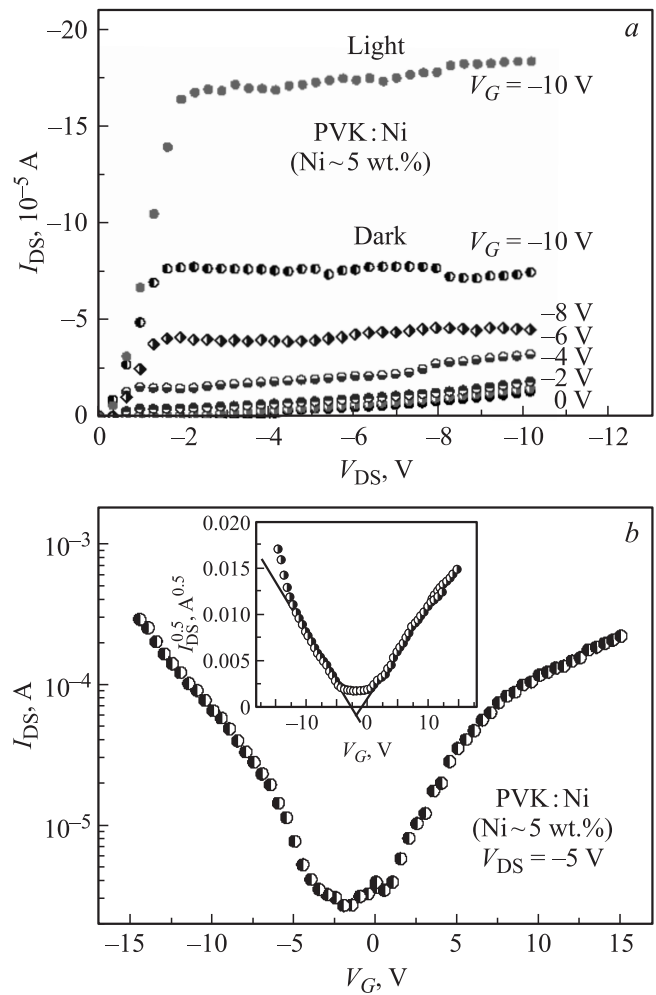 a
–20
–15
–10
–5
0
I_DS, 10^–5 A
Light
V_G = –10 V
PVK : Ni
(Ni ~ 5 wt.%)
Dark
V_G = –10 V
–8 V
–6 V
–4 V
–2 V
0 V
0 –2 –4 –6 –8 –10 –12
V_DS, V
b
10^–3
10^–4
10^–5
I_DS, A
0.020
0.015
0.010
0.005
0
I_DS^0.5, A^0.5
–10 0 10
V_G, V
PVK : Ni
(Ni ~ 5 wt.%)
V_DS = –5 V
–15 –10 –5 0 5 10 15
V_G, V